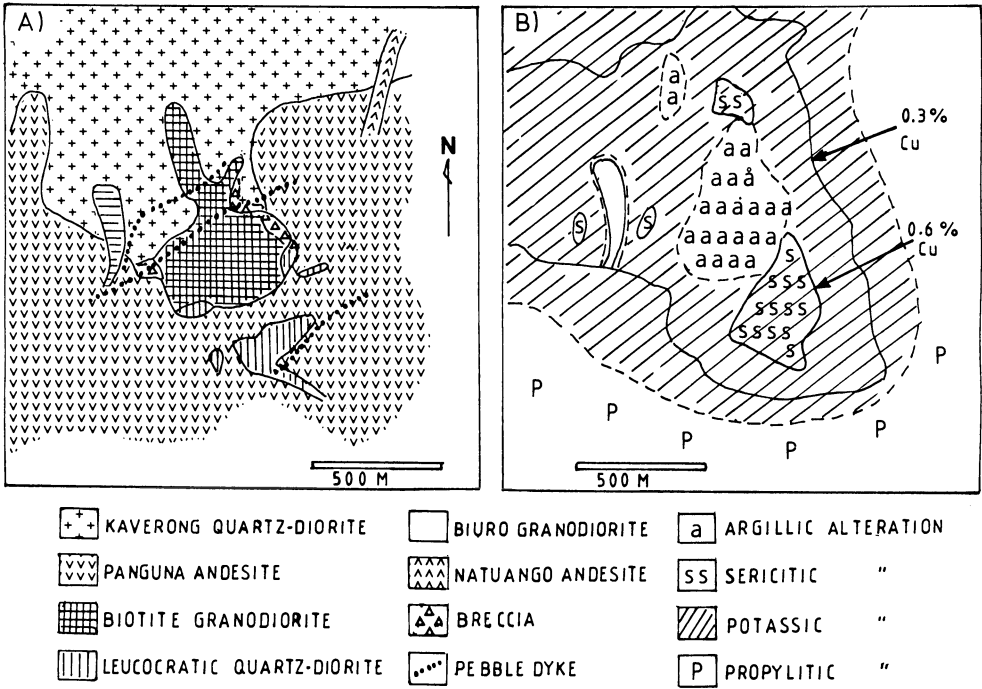 A)
N
500 M
B)
a
a
S S
a a
a a å
a a a a a a
a a a a a a
a a a a
S
S
S
S S S
S S S S
S S S S
S
0.3 %
Cu
0.6 %
Cu
P
P
P
P
P
P
500 M
KAVERONG QUARTZ-DIORITE
PANGUNA ANDESITE
BIOTITE GRANODIORITE
LEUCOCRATIC QUARTZ-DIORITE
BIURO GRANODIORITE
NATUANGO ANDESITE
BRECCIA
PEBBLE DYKE
a ARGILLIC ALTERATION
SS SERICITIC "
POTASSIC "
P PROPYLITIC "